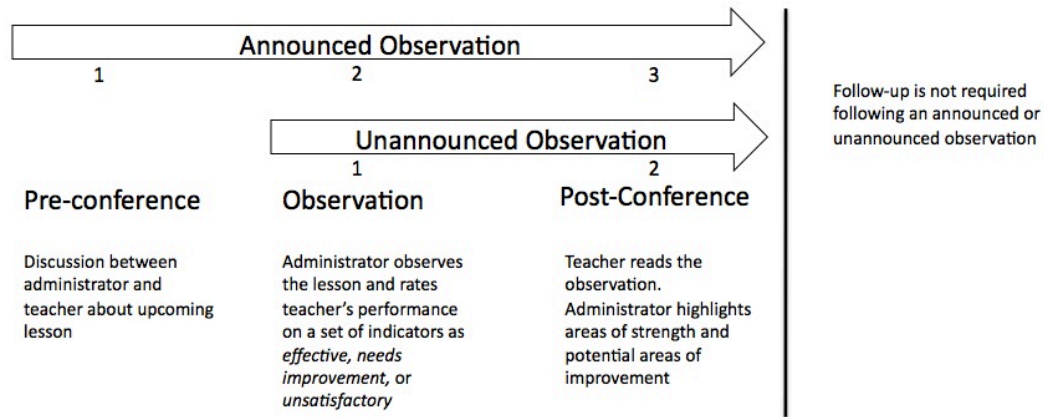 Announced Observation
1 2 3
Unannounced Observation
1 2
Follow-up is not required
following an announced or
unannounced observation
Pre-conference
Discussion between
administrator and
teacher about upcoming
lesson
Observation
Administrator observes
the lesson and rates
teacher’s performance
on a set of indicators as
effective, needs
improvement, or
unsatisfactory
Post-Conference
Teacher reads the
observation.
Administrator highlights
areas of strength and
potential areas of
improvement